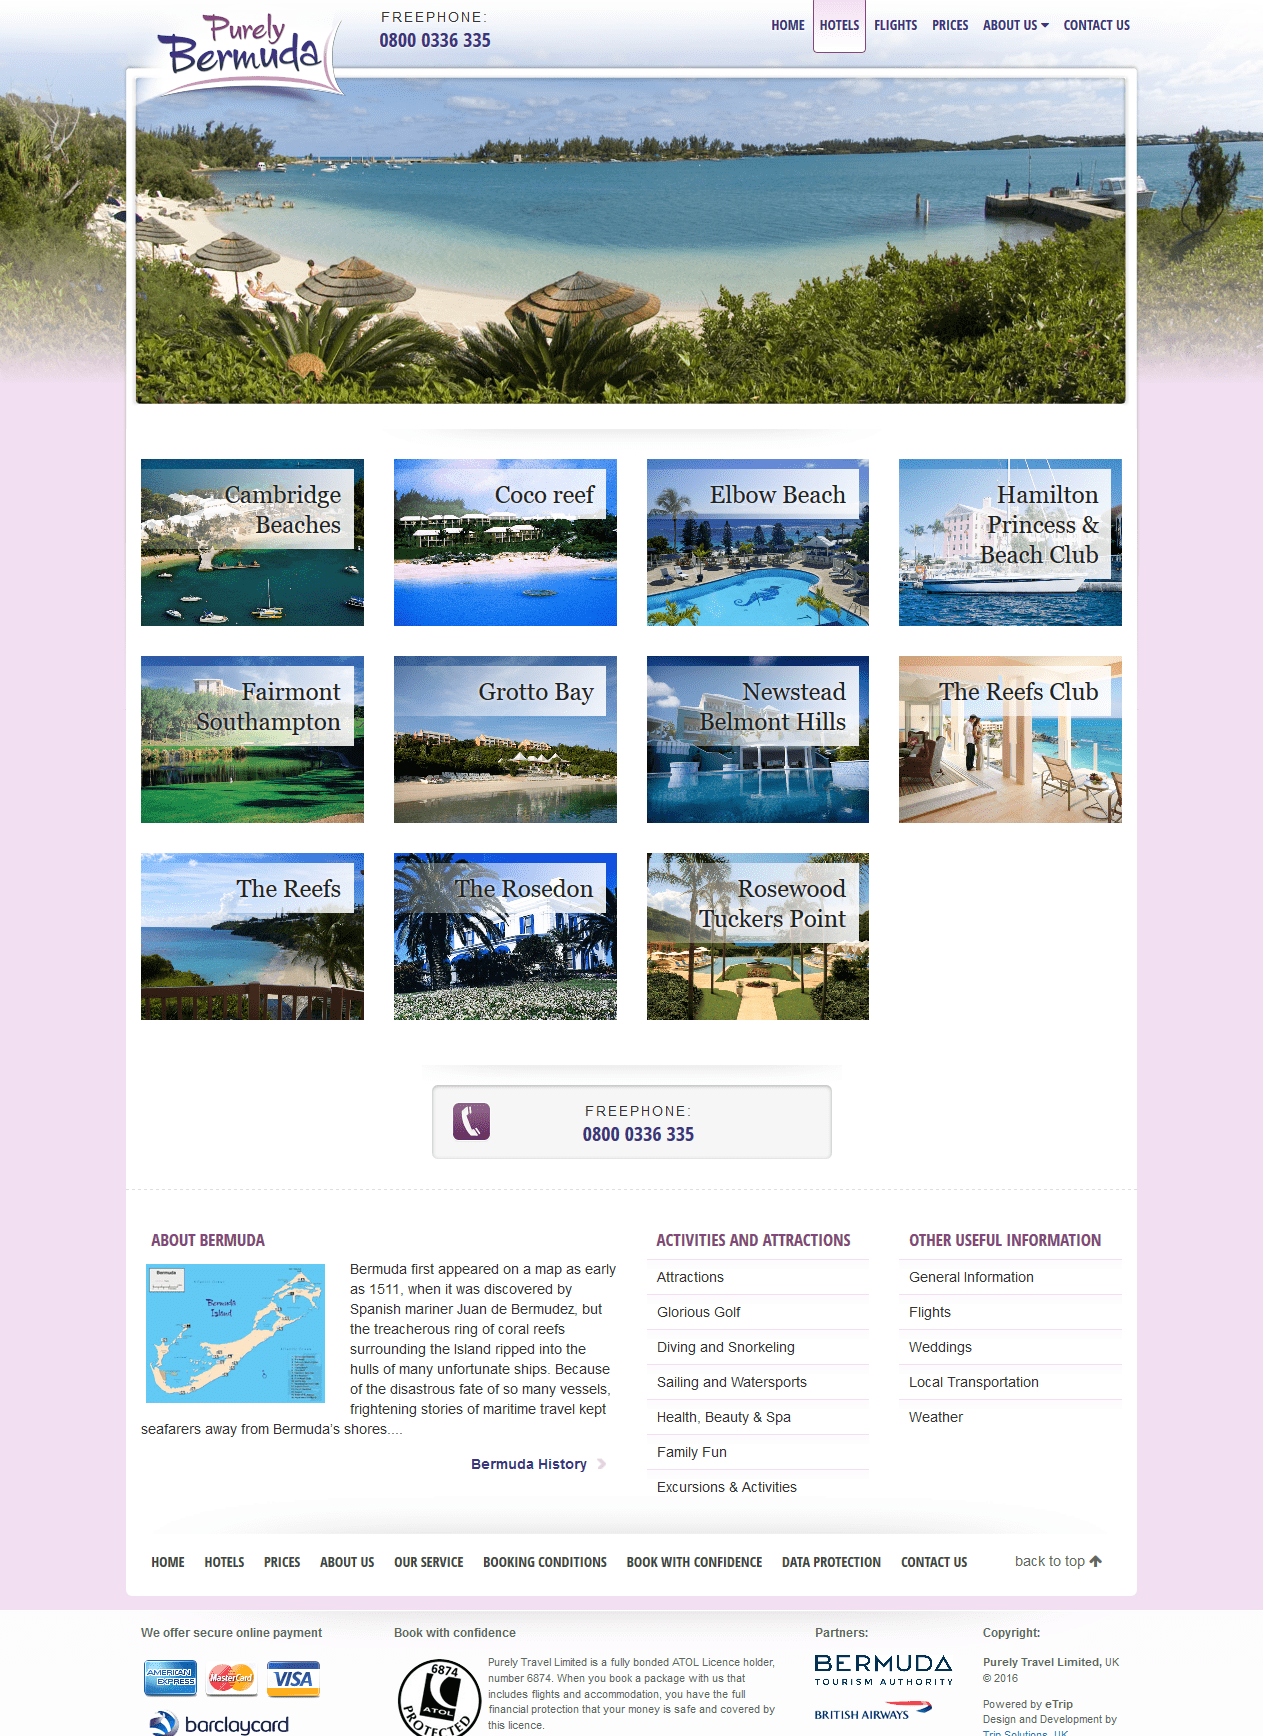 Purely
Bermuda
FREEPHONE:
0800 0336 335
HOME HOTELS FLIGHTS PRICES ABOUT US CONTACT US
Cambridge
Beaches
Coco reef
Elbow Beach
Hamilton
Princess &
Beach Club
Fairmont
Southampton
Grotto Bay
Newstead
Belmont Hills
The Reefs Club
The Reefs
The Rosedon
Rosewood
Tuckers Point
FREEPHONE:
0800 0336 335
ABOUT BERMUDA
Bermuda
Bermuda
Island
Bermuda first appeared on a map as early
as 1511, when it was discovered by
Spanish mariner Juan de Bermudez, but
the treacherous ring of coral reefs
surrounding the Island ripped into the
hulls of many unfortunate ships. Because
of the disastrous fate of so many vessels,
frightening stories of maritime travel kept
seafarers away from Bermuda's shores....
Bermuda History
ACTIVITIES AND ATTRACTIONS
Attractions
Glorious Golf
Diving and Snorkeling
Sailing and Watersports
Health, Beauty & Spa
Family Fun
Excursions & Activities
OTHER USEFUL INFORMATION
General Information
Flights
Weddings
Local Transportation
Weather
HOME HOTELS PRICES ABOUT US OUR SERVICE BOOKING CONDITIONS BOOK WITH CONFIDENCE DATA PROTECTION CONTACT US back to top
We offer secure online payment
AMERICAN EXPRESS
MasterCard
VISA
barclaycard
Book with confidence
6874
ATOL
PROTECTED
Purely Travel Limited is a fully bonded ATOL Licence holder,
number 6874. When you book a package with us that
includes flights and accommodation, you have the full
financial protection that your money is safe and covered by
this licence.
Partners:
BERMUDA
TOURISM AUTHORITY
BRITISH AIRWAYS
Copyright:
Purely Travel Limited, UK
© 2016
Powered by eTrip
Design and Development by
Trip Solutions, UK